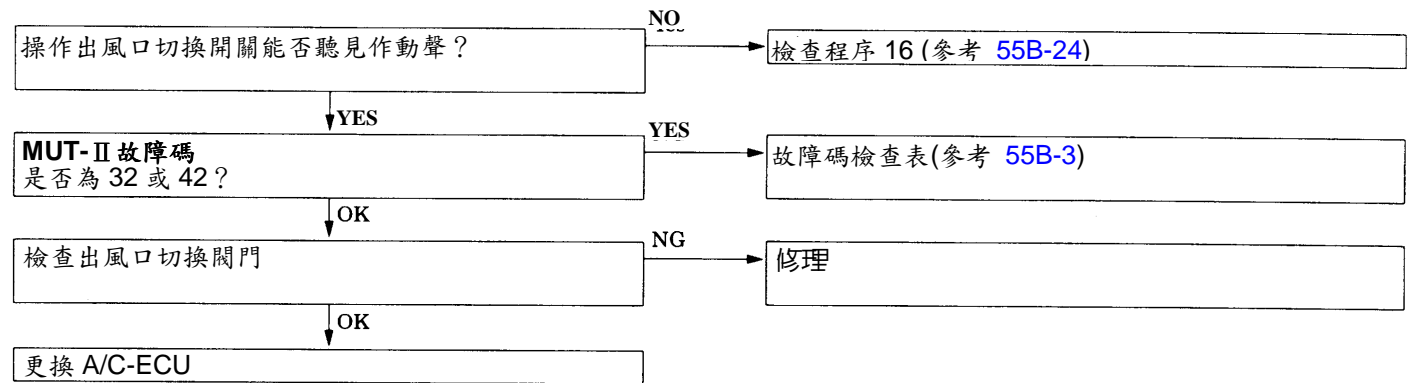 NO
操作出風口切換開關能否聽見作動聲？
檢查程序 16 (參考 55B-24)
YES
MUT-Ⅱ故障碼
是否為 32 或 42？
YES
故障碼檢查表(參考 55B-3)
OK
檢查出風口切換閥門
NG
修理
OK
更換 A/C-ECU